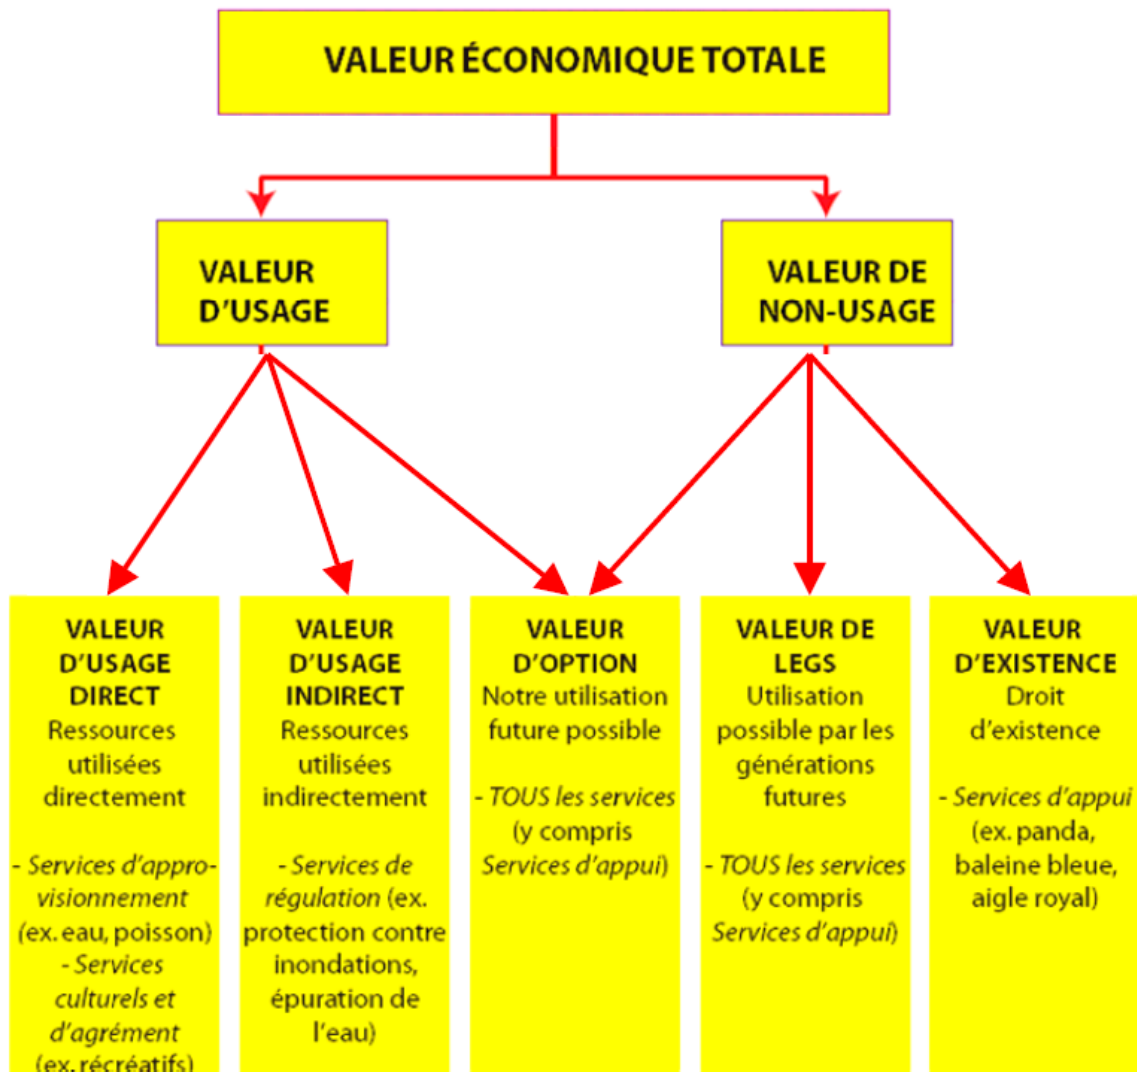 VALEUR ÉCONOMIQUE TOTALE
VALEUR
D'USAGE
VALEUR DE
NON-USAGE
VALEUR
D'USAGE
DIRECT
Ressources
utilisées
directement
- Services d'appro-
visionnement
(ex. eau, poisson)
- Services
culturels et
d'agrément
(ex. récréatifs)
VALEUR
D'USAGE
INDIRECT
Ressources
utilisées
indirectement
- Services de
régulation (ex.
protection contre
inondations,
épuration de
l'eau)
VALEUR
D'OPTION
Notre utilisation
future possible
- TOUS les services
(y compris
Services d'appui)
VALEUR DE
LEGS
Utilisation
possible par les
générations
futures
- TOUS les services
(y compris
Services d'appui)
VALEUR
D'EXISTENCE
Droit
d'existence
- Services d'appui
(ex. panda,
baleine bleue,
aigle royal)